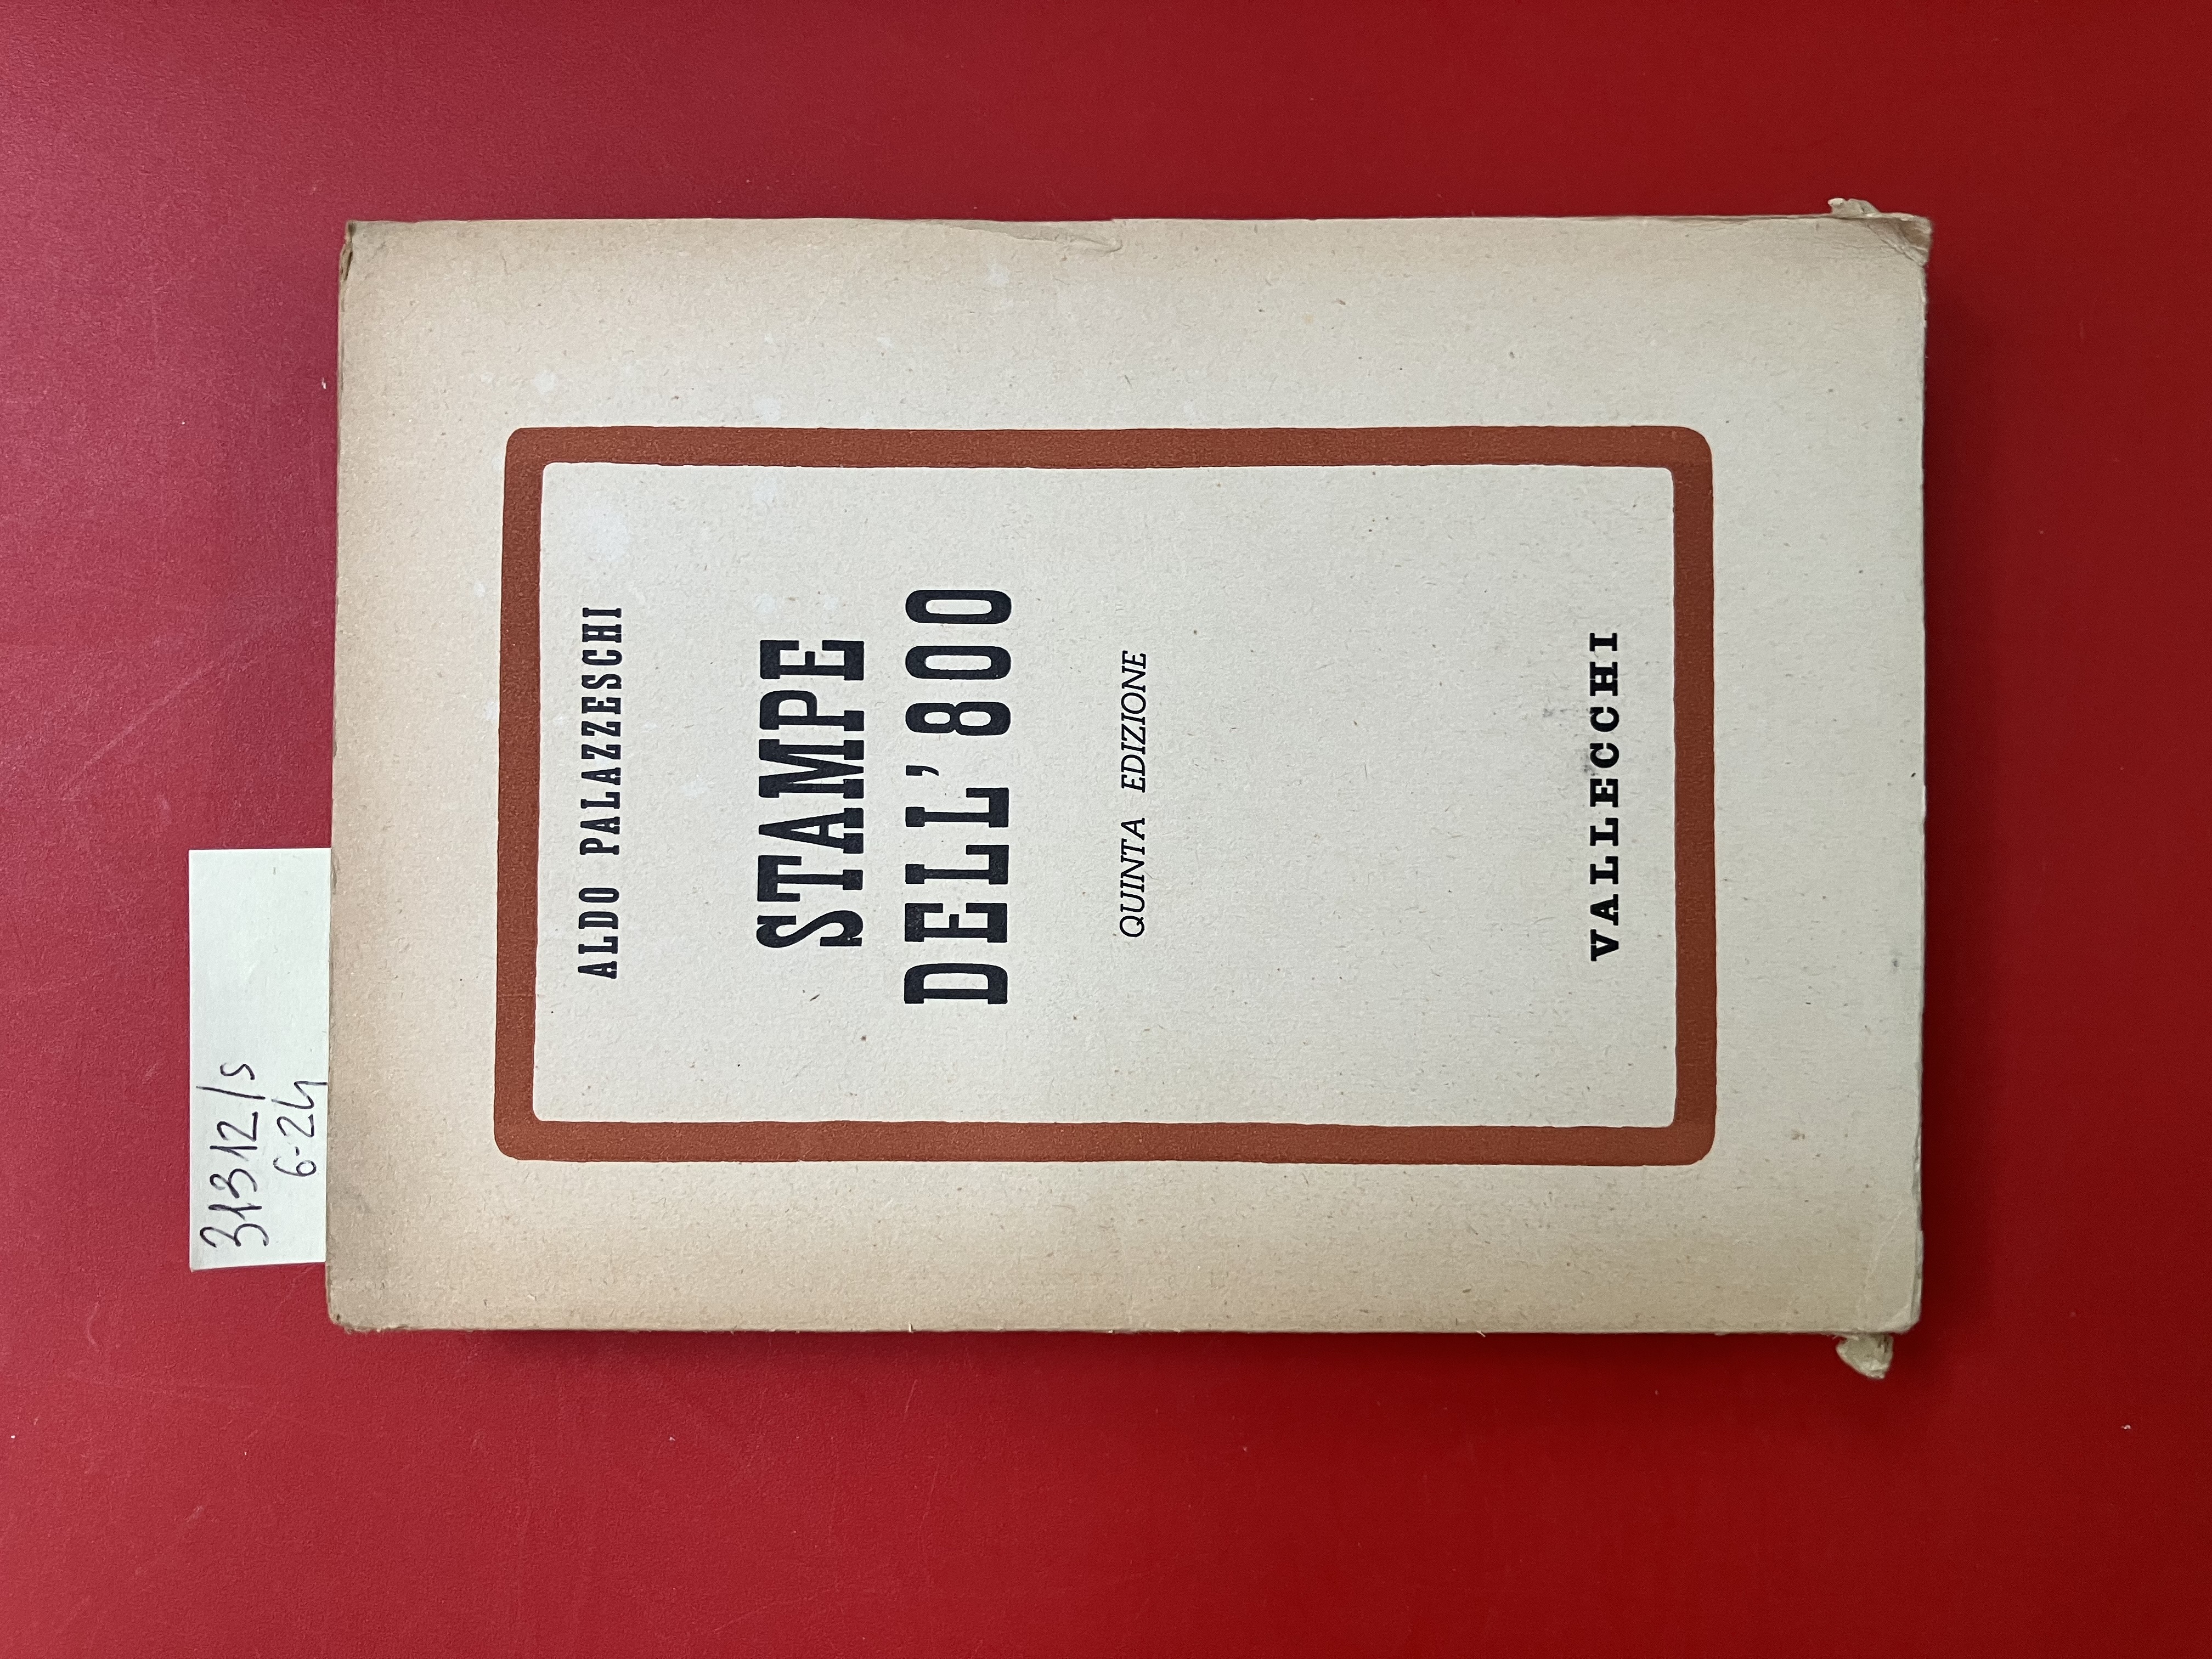 31312/s
6-24
ALDO PALAZZESCHI
STAMPE
DELL'800
QUINTA EDIZIONE
VALLECCHI